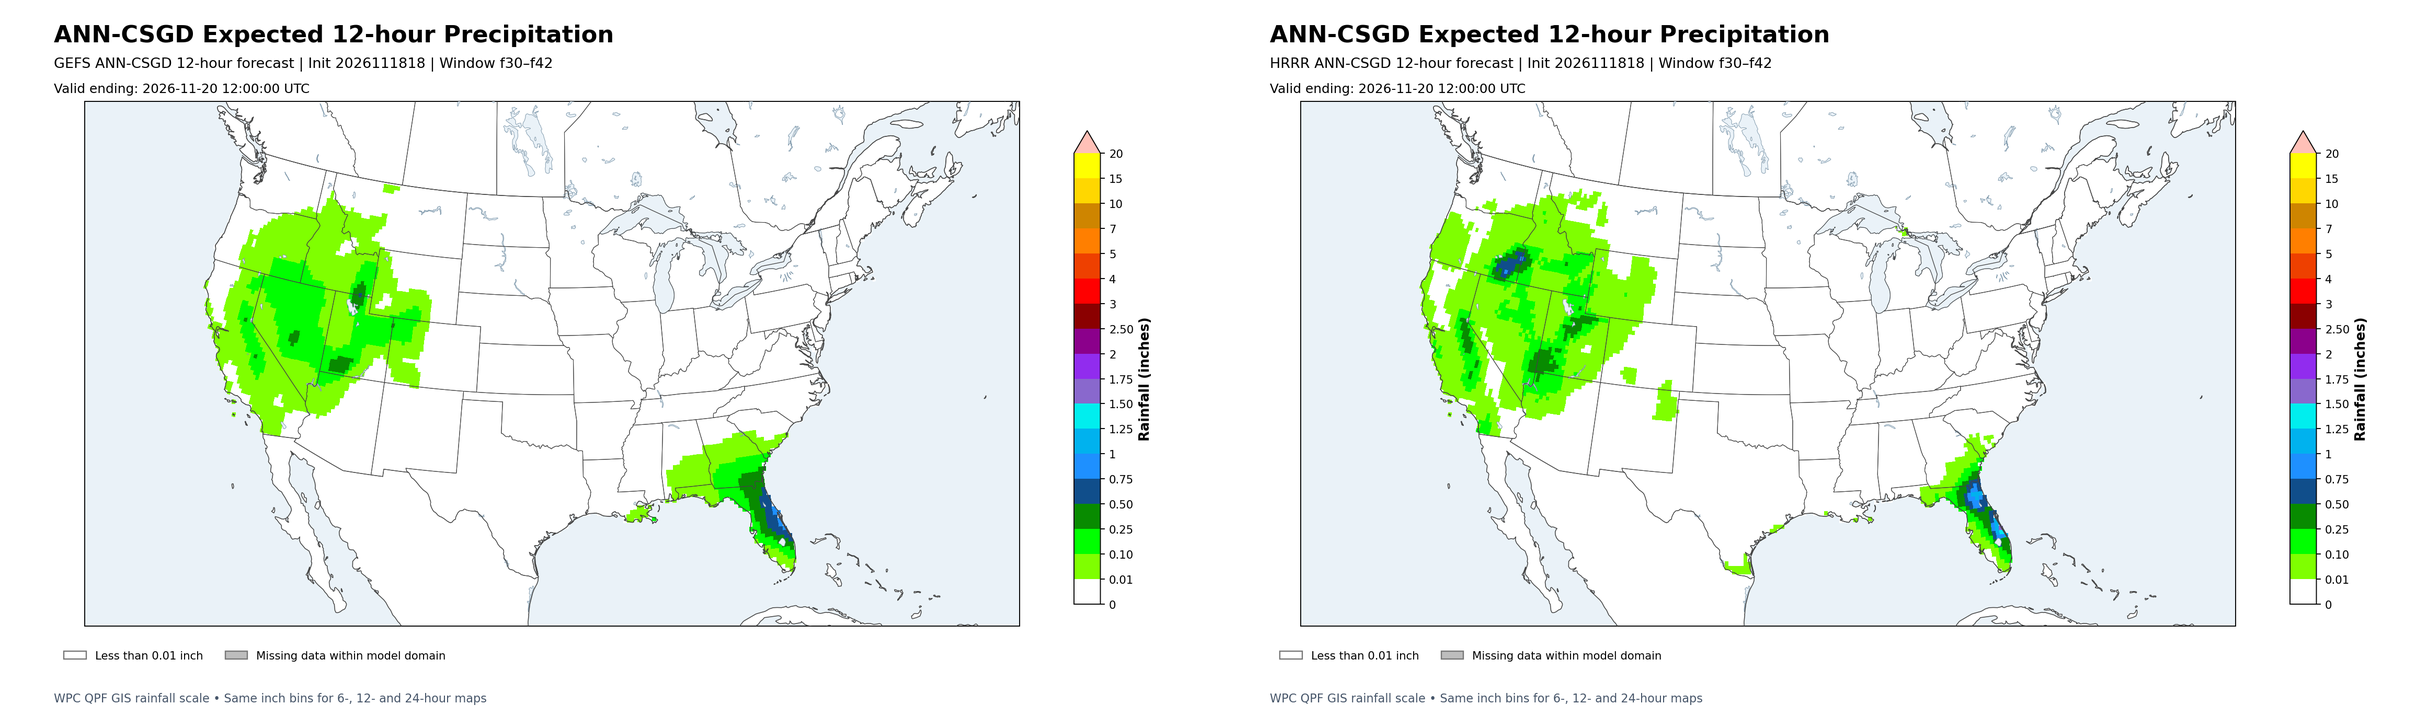 ANN-CSGD Expected 12-hour Precipitation
GEFS ANN-CSGD 12-hour forecast | Init 2026111818 | Window f30–f42
Valid ending: 2026-11-20 12:00:00 UTC
20
15
10
7
5
4
3
2.50
2
1.75
1.50
1.25
1
0.75
0.50
0.25
0.10
0.01
0
Rainfall (inches)
Less than 0.01 inch
Missing data within model domain
WPC QPF GIS rainfall scale • Same inch bins for 6-, 12- and 24-hour maps
ANN-CSGD Expected 12-hour Precipitation
HRRR ANN-CSGD 12-hour forecast | Init 2026111818 | Window f30–f42
Valid ending: 2026-11-20 12:00:00 UTC
20
15
10
7
5
4
3
2.50
2
1.75
1.50
1.25
1
0.75
0.50
0.25
0.10
0.01
0
Rainfall (inches)
Less than 0.01 inch
Missing data within model domain
WPC QPF GIS rainfall scale • Same inch bins for 6-, 12- and 24-hour maps